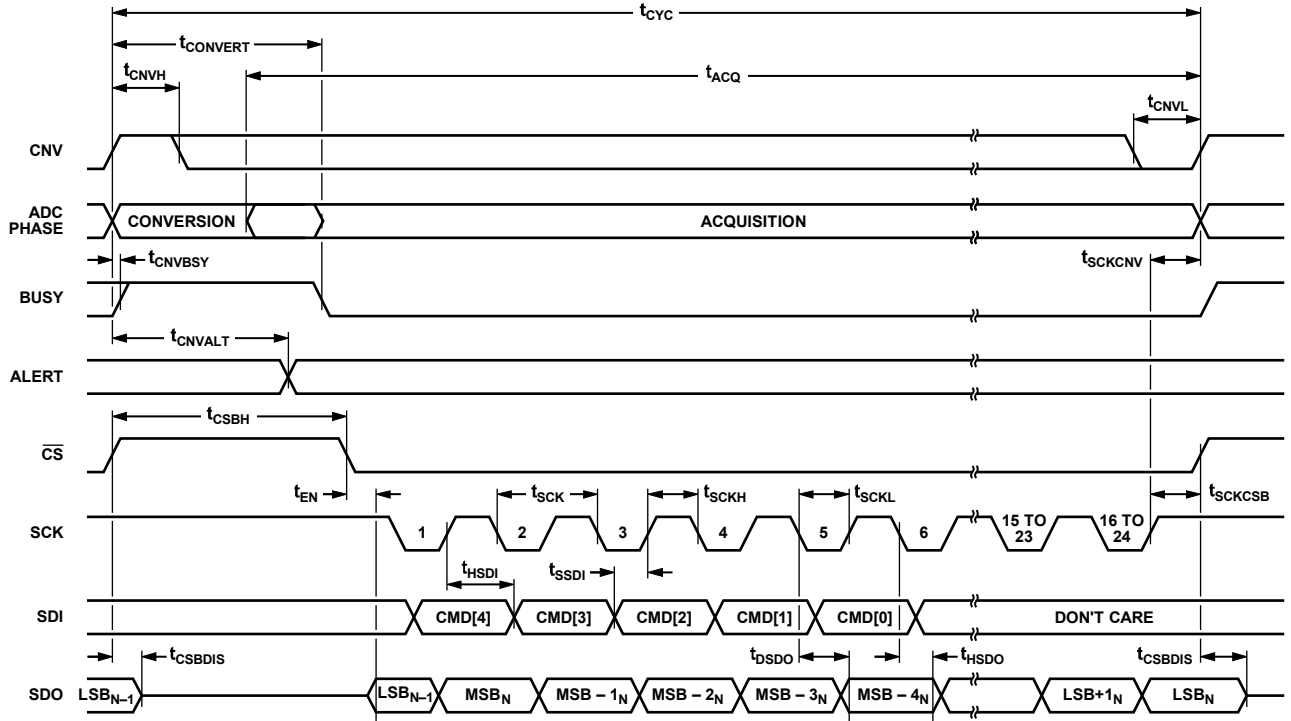 tCYC
tCONVERT
tCNVH
tACQ
tCNVL
CNV
ADC
PHASE
CONVERSION
ACQUISITION
tCNVBSY
tSCKCNV
BUSY
tCNVALT
ALERT
tCSBH
CS
tEN
tSCK
tSCKH
tSCKL
tSCKCSB
SCK
1
2
3
4
5
6
15 TO
23
16 TO
24
tHSDI
tSSDI
SDI
CMD[4]
CMD[3]
CMD[2]
CMD[1]
CMD[0]
DON'T CARE
tCSBDIS
tDSDO
tHSDO
tCSBDIS
SDO
LSBN–1
LSBN–1
MSBN
MSB – 1N
MSB – 2N
MSB – 3N
MSB – 4N
LSB+1N
LSBN